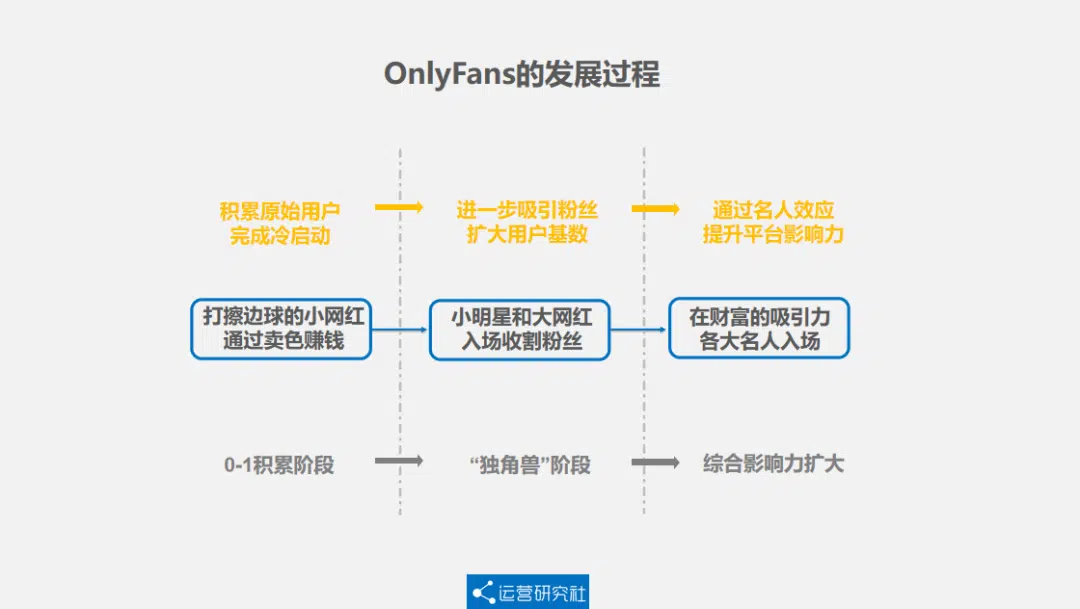 OnlyFans的发展过程
积累原始用户
完成冷启动
进一步吸引粉丝
扩大用户基数
通过名人效应
提升平台影响力
打擦边球的小网红
通过卖色赚钱
小明星和大网红
入场收割粉丝
在财富的吸引力
各大名人入场
0-1积累阶段
“独角兽”阶段
综合影响力扩大
运营研究社